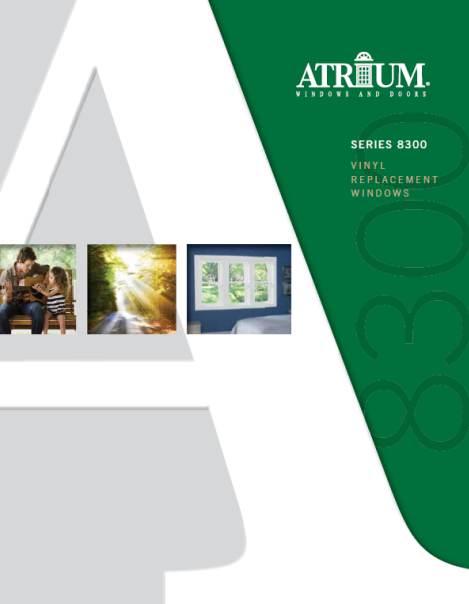 ATRIUM.
WINDOWS AND DOORS
SERIES 8300
VINYL
REPLACEMENT
WINDOWS
8300